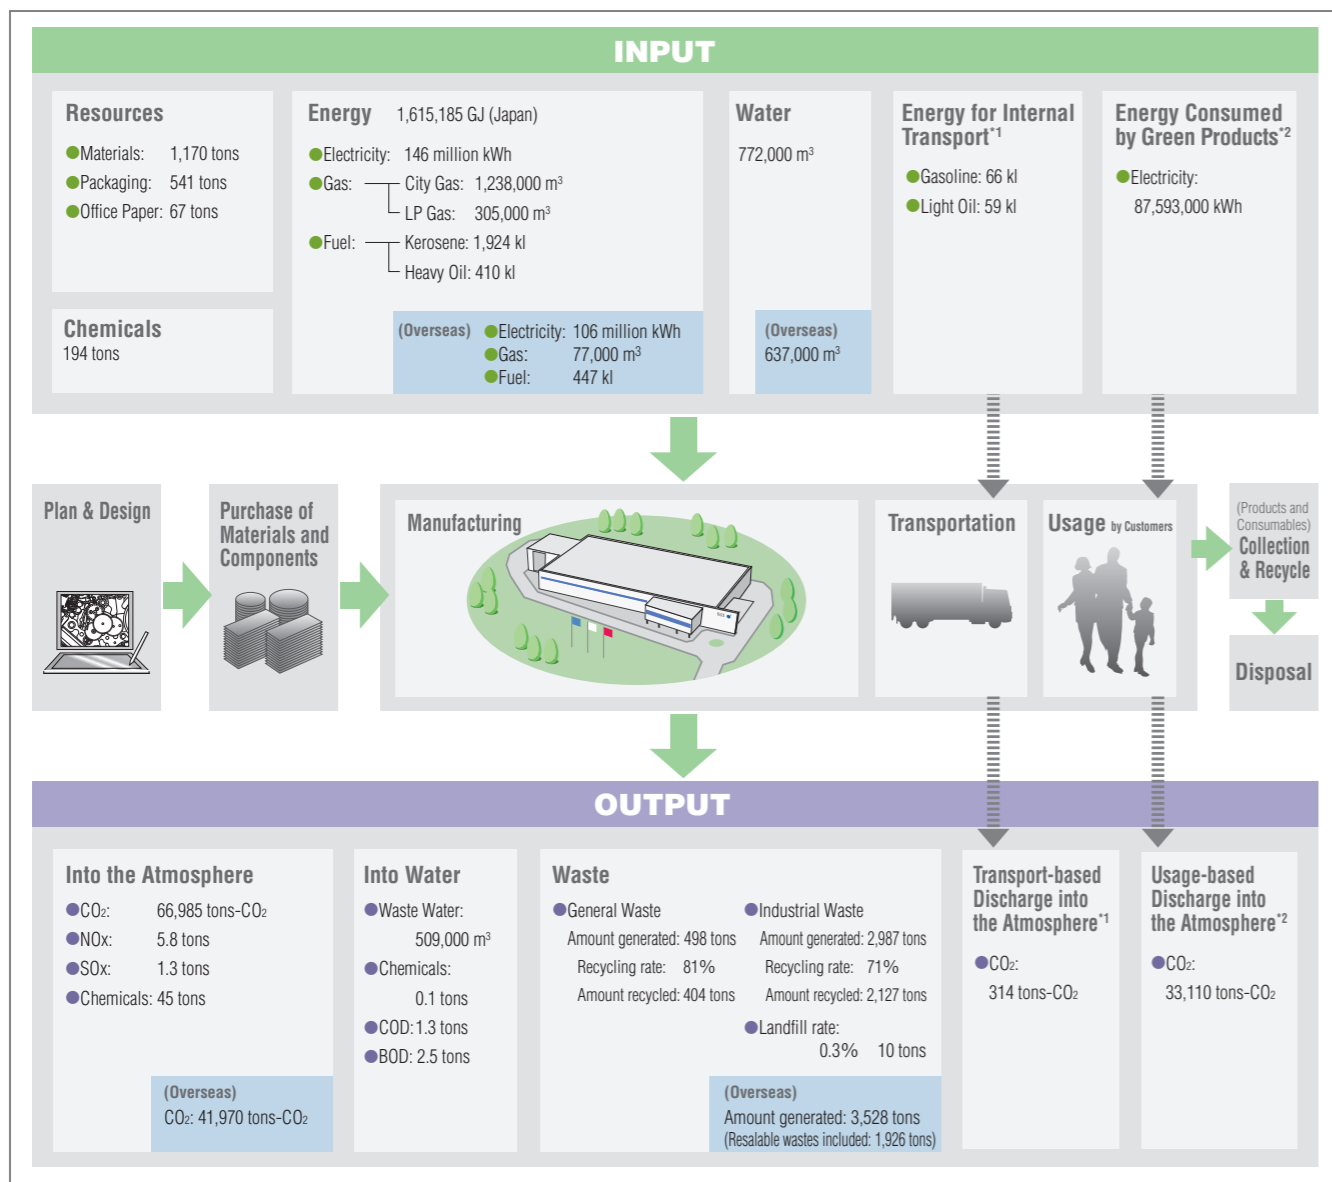 INPUT
Resources
Materials: 1,170 tons
Packaging: 541 tons
Office Paper: 67 tons
Chemicals
194 tons
Energy 1,615,185 GJ (Japan)
Electricity: 146 million kWh
Gas: City Gas: 1,238,000 m³
LP Gas: 305,000 m³
Fuel: Kerosene: 1,924 kl
Heavy Oil: 410 kl
(Overseas) Electricity: 106 million kWh
Gas: 77,000 m³
Fuel: 447 kl
Water
772,000 m³
(Overseas)
637,000 m³
Energy for Internal
Transport*1
Gasoline: 66 kl
Light Oil: 59 kl
Energy Consumed
by Green Products*2
Electricity:
87,593,000 kWh
Plan & Design
Purchase of
Materials and
Components
Manufacturing
Transportation
Usage by Customers
(Products and
Consumables)
Collection
& Recycle
Disposal
OUTPUT
Into the Atmosphere
CO₂: 66,985 tons-CO₂
NOx: 5.8 tons
SOx: 1.3 tons
Chemicals: 45 tons
(Overseas)
CO₂: 41,970 tons-CO₂
Into Water
Waste Water:
509,000 m³
Chemicals:
0.1 tons
COD: 1.3 tons
BOD: 2.5 tons
Waste
General Waste
Amount generated: 498 tons
Recycling rate: 81%
Amount recycled: 404 tons
Industrial Waste
Amount generated: 2,987 tons
Recycling rate: 71%
Amount recycled: 2,127 tons
Landfill rate:
0.3% 10 tons
(Overseas)
Amount generated: 3,528 tons
(Resalable wastes included: 1,926 tons)
Transport-based
Discharge into
the Atmosphere*1
CO₂:
314 tons-CO₂
Usage-based
Discharge into
the Atmosphere*2
CO₂:
33,110 tons-CO₂